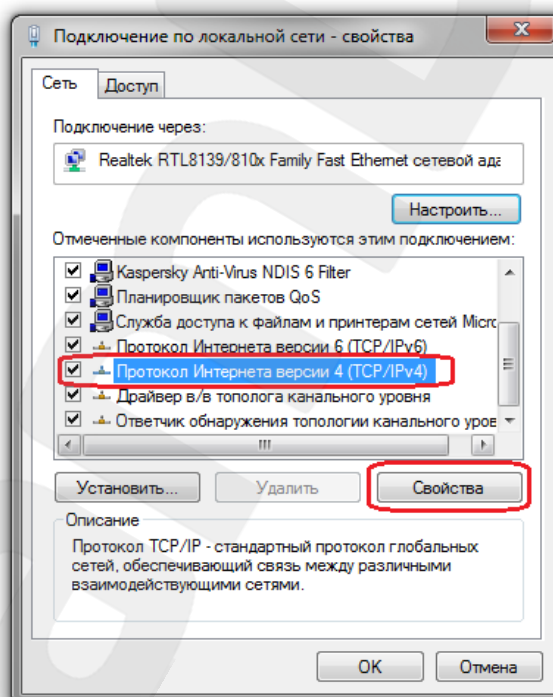 Подключение по локальной сети - свойства
Сеть
Доступ
Подключение через:
Realtek RTL8139/810x Family Fast Ethernet сетевой ада
Настроить...
Отмеченные компоненты используются этим подключением:
Kaspersky Anti-Virus NDIS 6 Filter
Планировщик пакетов QoS
Служба доступа к файлам и принтерам сетей Micro
Протокол Интернета версии 6 (TCP/IPv6)
Протокол Интернета версии 4 (TCP/IPv4)
Драйвер в/в тополога канального уровня
Ответчик обнаружения топологии канального уров
Установить...
Удалить
Свойства
Описание
Протокол TCP/IP - стандартный протокол глобальных
сетей, обеспечивающий связь между различными
взаимодействующими сетями.
OK
Отмена